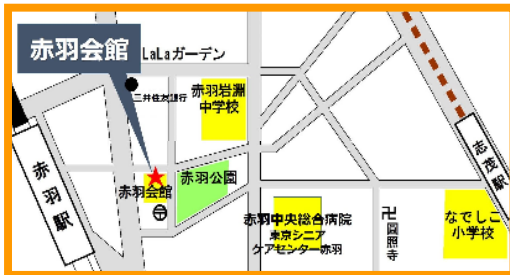 赤羽会館
LaLaガーデン
三井住友銀行
赤羽岩淵
中学校
志茂駅
赤羽駅
赤羽会館
赤羽公園
赤羽中央総合病院
東京シニア
ケアセンター赤羽
卍圓照寺
なでしこ
小学校